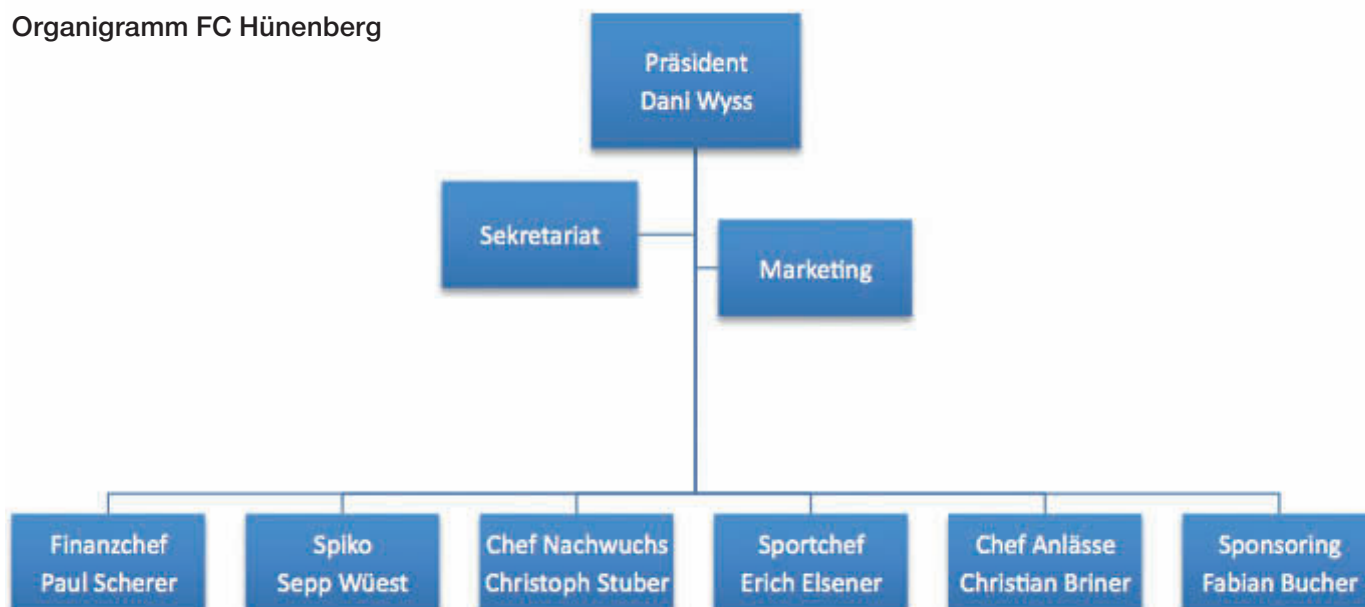 Organigramm FC Hünenberg
Präsident
Dani Wyss
Sekretariat
Marketing
Finanzchef
Paul Scherer
Spiko
Sepp Wüest
Chef Nachwuchs
Christoph Stuber
Sportchef
Erich Elsener
Chef Anlässe
Christian Briner
Sponsoring
Fabian Bucher